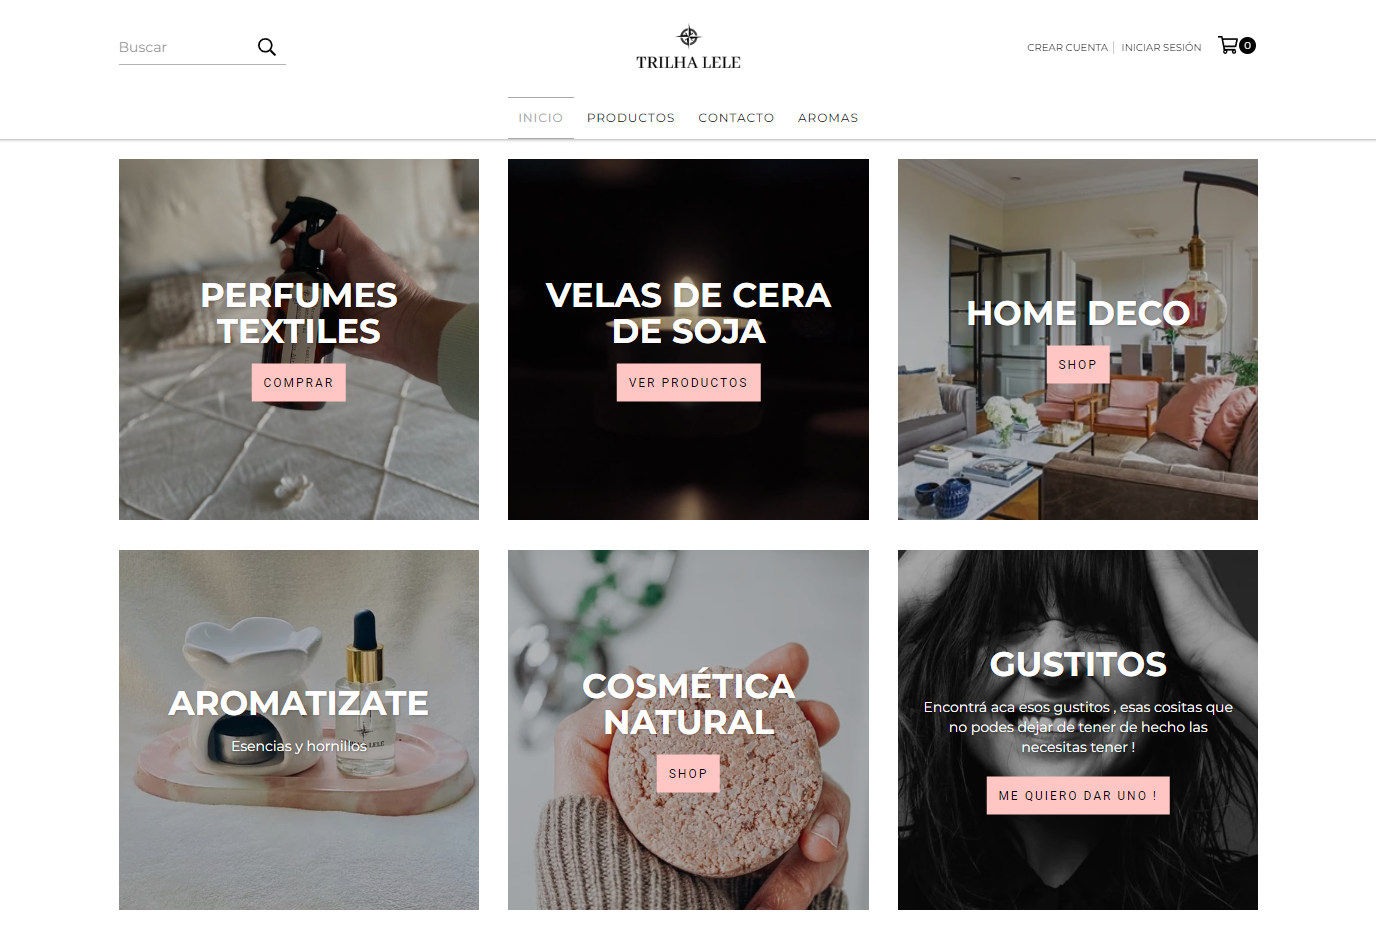 Buscar
TRILHA LELE
CREAR CUENTA
INICIAR SESIÓN
0
INICIO
PRODUCTOS
CONTACTO
AROMAS
PERFUMES
TEXTILES
COMPRAR
VELAS DE CERA
DE SOJA
VER PRODUCTOS
HOME DECO
SHOP
AROMATIZATE
Esencias y hornillos
LELE
COSMÉTICA
NATURAL
SHOP
GUSTITOS
Encontrá aca esos gustitos , esas cositas que
no podes dejar de tener de hecho las
necesitas tener !
ME QUIERO DAR UNO !